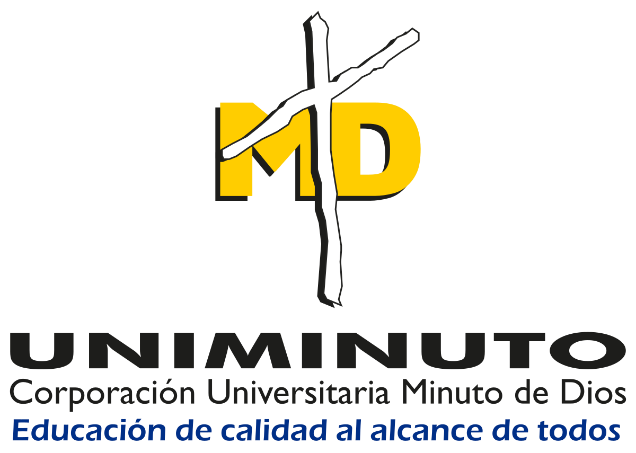 MD
UNIMINUTO
Corporación Universitaria Minuto de Dios
Educación de calidad al alcance de todos